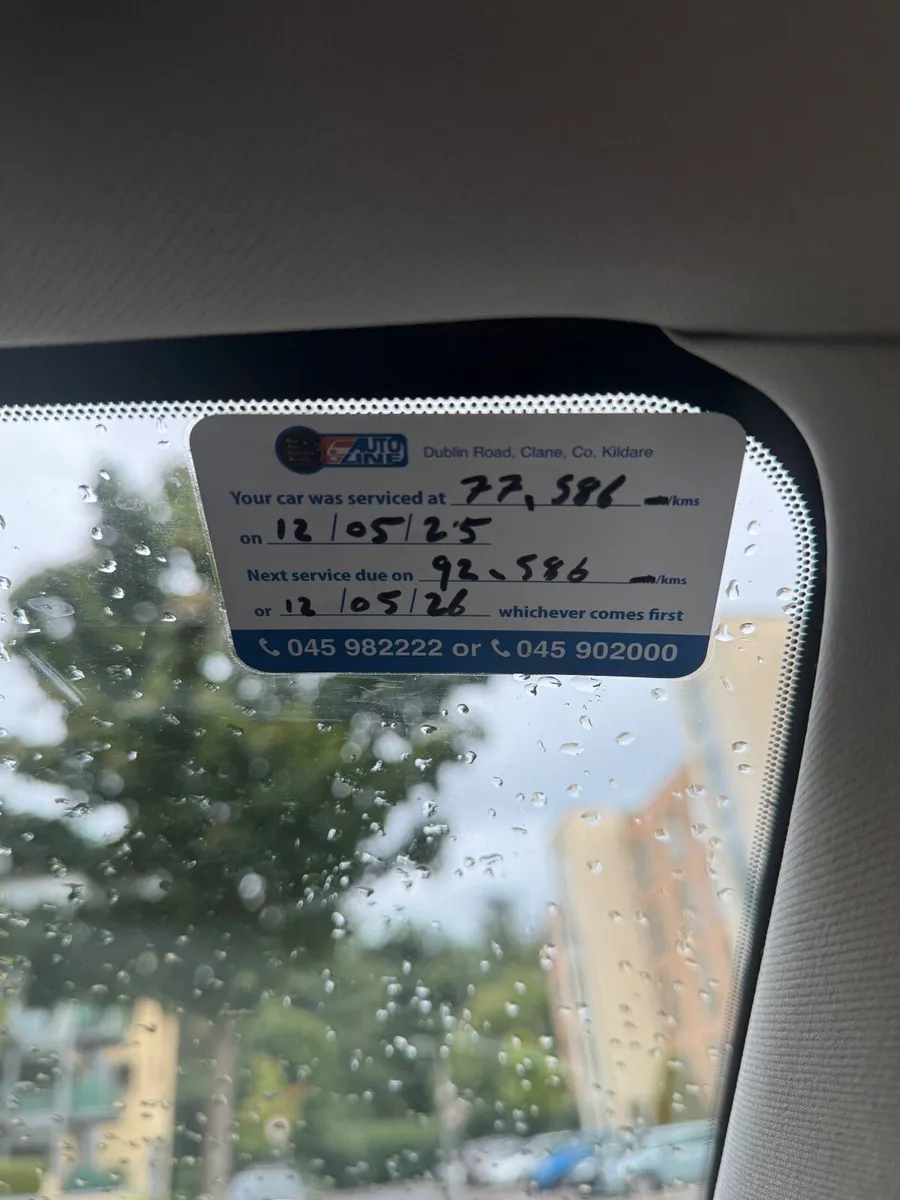 AUTO
LINE
Dublin Road, Clane, Co. Kildare
Your car was serviced at 77,586 /kms
on 12/05/25
Next service due on 92,586 /kms
or 12/05/26 whichever comes first
045 982222 or 045 902000